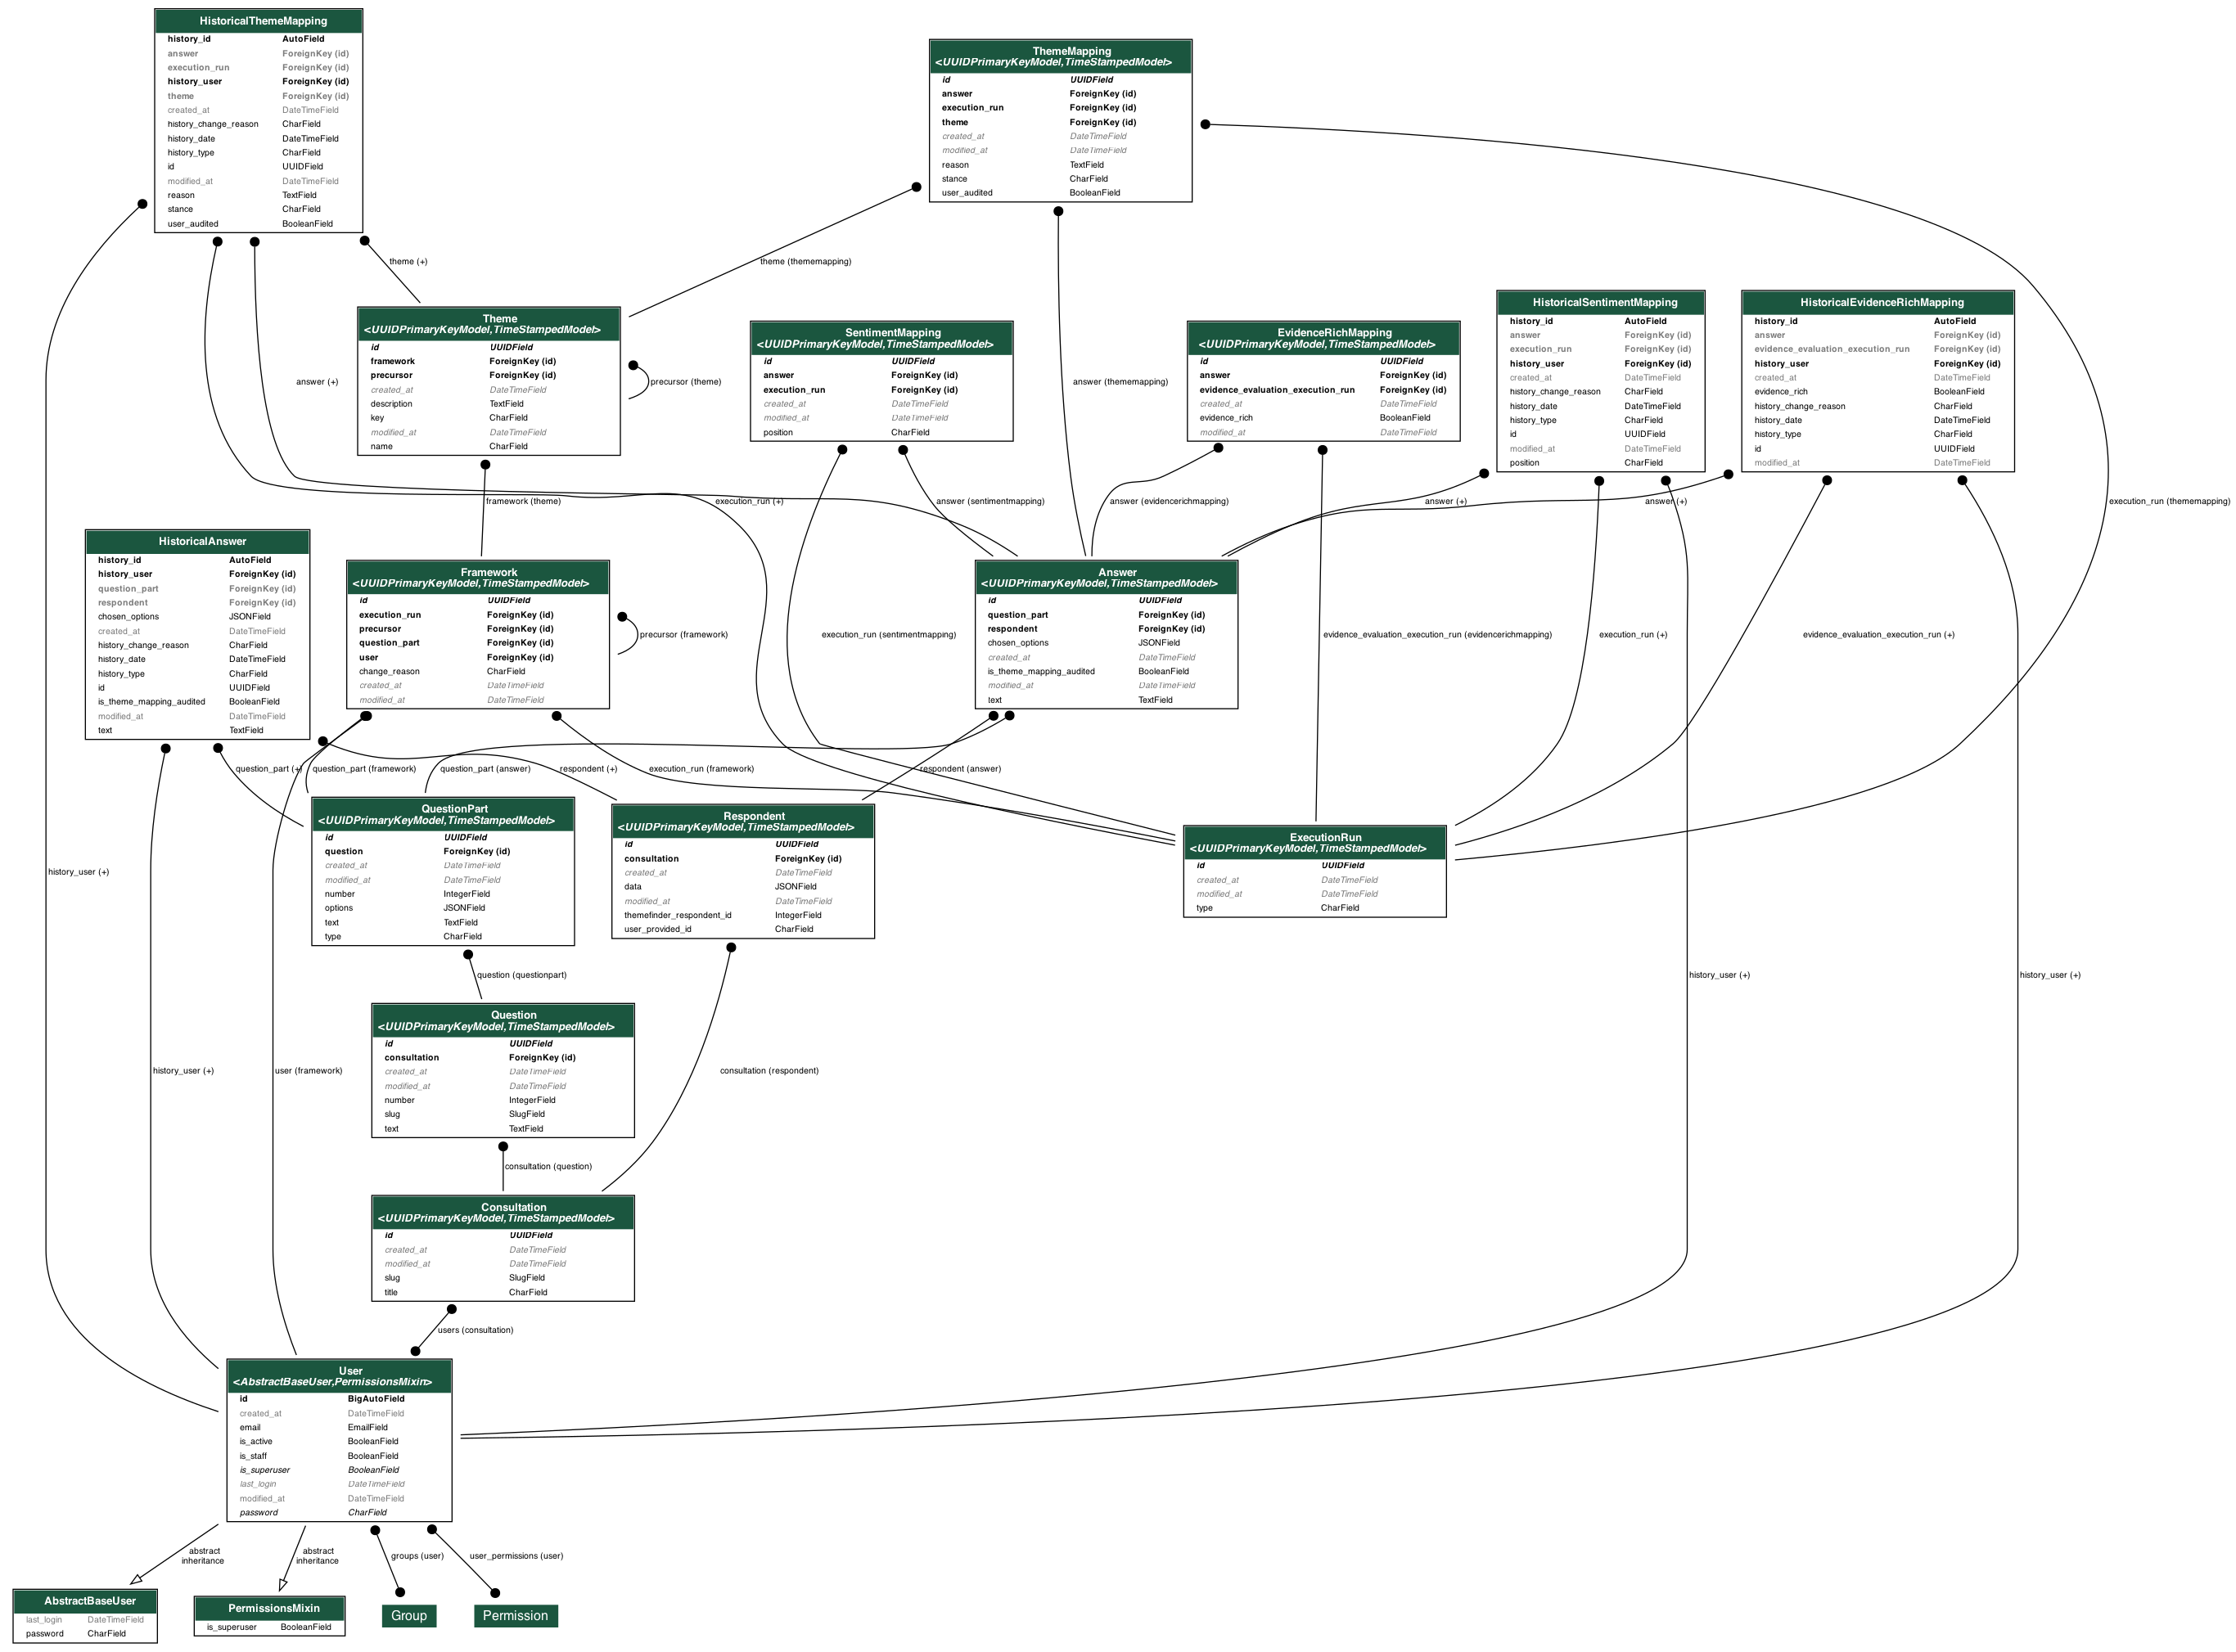 HistoricalThemeMapping
history_id AutoField
answer ForeignKey (id)
execution_run ForeignKey (id)
history_user ForeignKey (id)
theme ForeignKey (id)
created_at DateTimeField
history_change_reason CharField
history_date DateTimeField
history_type CharField
id UUIDField
modified_at DateTimeField
reason TextField
stance CharField
user_audited BooleanField
ThemeMapping
<UUIDPrimaryKeyModel,TimeStampedModel>
id UUIDField
answer ForeignKey (id)
execution_run ForeignKey (id)
theme ForeignKey (id)
created_at DateTimeField
modified_at DateTimeField
reason TextField
stance CharField
user_audited BooleanField
theme (+)
theme (thememapping)
Theme
<UUIDPrimaryKeyModel,TimeStampedModel>
id UUIDField
framework ForeignKey (id)
precursor ForeignKey (id)
created_at DateTimeField
description TextField
key CharField
modified_at DateTimeField
name CharField
precursor (theme)
SentimentMapping
<UUIDPrimaryKeyModel,TimeStampedModel>
id UUIDField
answer ForeignKey (id)
execution_run ForeignKey (id)
created_at DateTimeField
modified_at DateTimeField
position CharField
EvidenceRichMapping
<UUIDPrimaryKeyModel,TimeStampedModel>
id UUIDField
answer ForeignKey (id)
evidence_evaluation_execution_run ForeignKey (id)
created_at DateTimeField
evidence_rich BooleanField
modified_at DateTimeField
HistoricalSentimentMapping
history_id AutoField
answer ForeignKey (id)
execution_run ForeignKey (id)
history_user ForeignKey (id)
created_at DateTimeField
history_change_reason CharField
history_date DateTimeField
history_type CharField
id UUIDField
modified_at DateTimeField
position CharField
HistoricalEvidenceRichMapping
history_id AutoField
answer ForeignKey (id)
evidence_evaluation_execution_run ForeignKey (id)
history_user ForeignKey (id)
created_at DateTimeField
evidence_rich BooleanField
history_change_reason CharField
history_date DateTimeField
history_type CharField
id UUIDField
modified_at DateTimeField
answer (+)
answer (thememapping)
framework (theme)
execution_run (+)
answer (sentimentmapping)
answer (evidencerichmapping)
answer (+)
answer (+)
execution_run (thememapping)
HistoricalAnswer
history_id AutoField
history_user ForeignKey (id)
question_part ForeignKey (id)
respondent ForeignKey (id)
chosen_options JSONField
created_at DateTimeField
history_change_reason CharField
history_date DateTimeField
history_type CharField
id UUIDField
is_theme_mapping_audited BooleanField
modified_at DateTimeField
text TextField
Framework
<UUIDPrimaryKeyModel,TimeStampedModel>
id UUIDField
execution_run ForeignKey (id)
precursor ForeignKey (id)
question_part ForeignKey (id)
user ForeignKey (id)
change_reason CharField
created_at DateTimeField
modified_at DateTimeField
precursor (framework)
Answer
<UUIDPrimaryKeyModel,TimeStampedModel>
id UUIDField
question_part ForeignKey (id)
respondent ForeignKey (id)
chosen_options JSONField
created_at DateTimeField
is_theme_mapping_audited BooleanField
modified_at DateTimeField
text TextField
execution_run (sentimentmapping)
evidence_evaluation_execution_run (evidencerichmapping)
execution_run (+)
evidence_evaluation_execution_run (+)
question_part (+)
question_part (framework)
question_part (answer)
respondent (+)
execution_run (framework)
respondent (answer)
QuestionPart
<UUIDPrimaryKeyModel,TimeStampedModel>
id UUIDField
question ForeignKey (id)
created_at DateTimeField
modified_at DateTimeField
number IntegerField
options JSONField
text TextField
type CharField
Respondent
<UUIDPrimaryKeyModel,TimeStampedModel>
id UUIDField
consultation ForeignKey (id)
created_at DateTimeField
data JSONField
modified_at DateTimeField
themefinder_respondent_id IntegerField
user_provided_id CharField
ExecutionRun
<UUIDPrimaryKeyModel,TimeStampedModel>
id UUIDField
created_at DateTimeField
modified_at DateTimeField
type CharField
history_user (+)
question (questionpart)
history_user (+)
history_user (+)
Question
<UUIDPrimaryKeyModel,TimeStampedModel>
id UUIDField
consultation ForeignKey (id)
created_at DateTimeField
modified_at DateTimeField
number IntegerField
slug SlugField
text TextField
history_user (+)
user (framework)
consultation (respondent)
consultation (question)
Consultation
<UUIDPrimaryKeyModel,TimeStampedModel>
id UUIDField
created_at DateTimeField
modified_at DateTimeField
slug SlugField
title CharField
users (consultation)
User
<AbstractBaseUser,PermissionsMixin>
id BigAutoField
created_at DateTimeField
email EmailField
is_active BooleanField
is_staff BooleanField
is_superuser BooleanField
last_login DateTimeField
modified_at DateTimeField
password CharField
abstract
inheritance
abstract
inheritance
groups (user)
user_permissions (user)
AbstractBaseUser
last_login DateTimeField
password CharField
PermissionsMixin
is_superuser BooleanField
Group
Permission